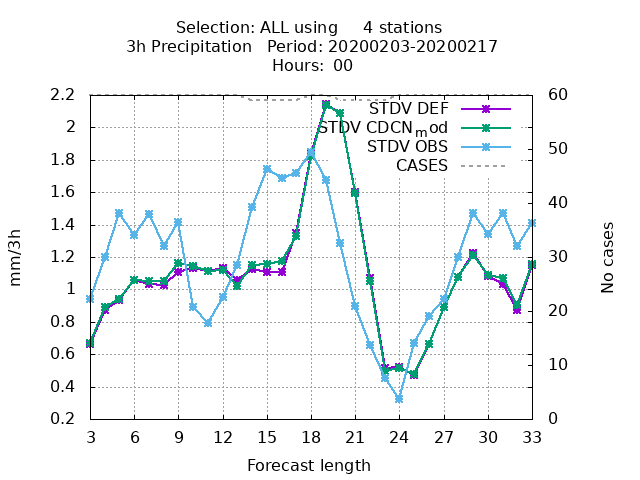 Selection: ALL using     4 stations
3h Precipitation   Period: 20200203-20200217
Hours:  00
2.2
2
1.8
1.6
1.4
1.2
1
0.8
0.6
0.4
0.2
60
50
40
30
20
10
0
STDV DEF
STDV CDCN_mod
STDV OBS
CASES
mm/3h
No cases
3 6 9 12 15 18 21 24 27 30 33
Forecast length